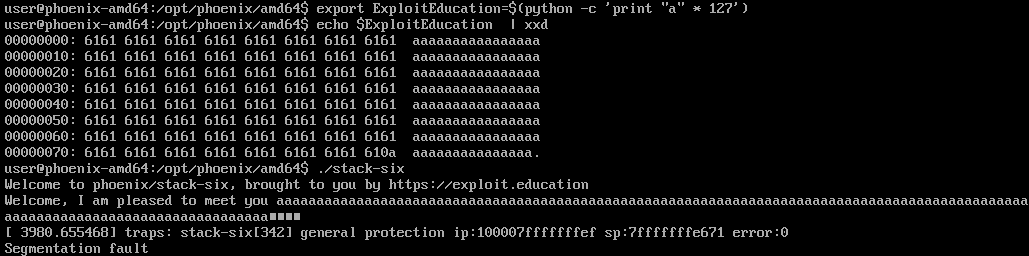 user@phoenix-amd64:/opt/phoenix/amd64$ export ExploitEducation=$(python -c 'print "a" * 127')
user@phoenix-amd64:/opt/phoenix/amd64$ echo $ExploitEducation  | xxd
00000000: 6161 6161 6161 6161 6161 6161 6161 6161  aaaaaaaaaaaaaaaa
00000010: 6161 6161 6161 6161 6161 6161 6161 6161  aaaaaaaaaaaaaaaa
00000020: 6161 6161 6161 6161 6161 6161 6161 6161  aaaaaaaaaaaaaaaa
00000030: 6161 6161 6161 6161 6161 6161 6161 6161  aaaaaaaaaaaaaaaa
00000040: 6161 6161 6161 6161 6161 6161 6161 6161  aaaaaaaaaaaaaaaa
00000050: 6161 6161 6161 6161 6161 6161 6161 6161  aaaaaaaaaaaaaaaa
00000060: 6161 6161 6161 6161 6161 6161 6161 6161  aaaaaaaaaaaaaaaa
00000070: 6161 6161 6161 6161 6161 6161 6161 610a  aaaaaaaaaaaaaaa.
user@phoenix-amd64:/opt/phoenix/amd64$ ./stack-six
Welcome to phoenix/stack-six, brought to you by https://exploit.education
Welcome, I am pleased to meet you aaaaaaaaaaaaaaaaaaaaaaaaaaaaaaaaaaaaaaaaaaaaaaaaaaaaaaaaaaaaaaaaaaaaaaaaaaaaaaaaaaaaaaaaaaaaaa
aaaaaaaaaaaaaaaaaaaaaaaaaaaaaaaaa■■■■
[ 3980.655468] traps: stack-six[342] general protection ip:100007fffffffef sp:7fffffffe671 error:0
Segmentation fault